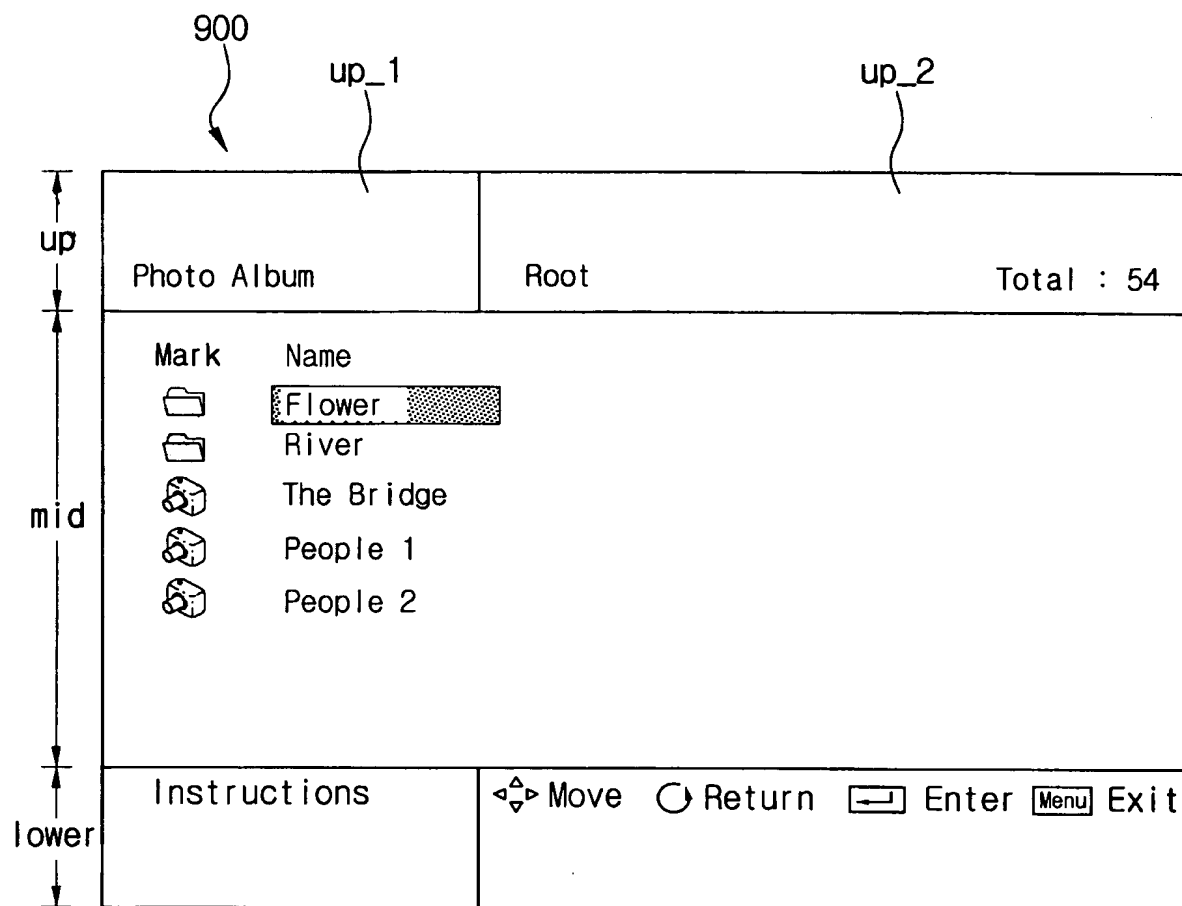 900
up_1
up_2
up
Photo Album
Root
Total : 54
Mark Name
Flower
River
mid
The Bridge
People 1
People 2
lower
Instructions
Move Return Enter Menu Exit